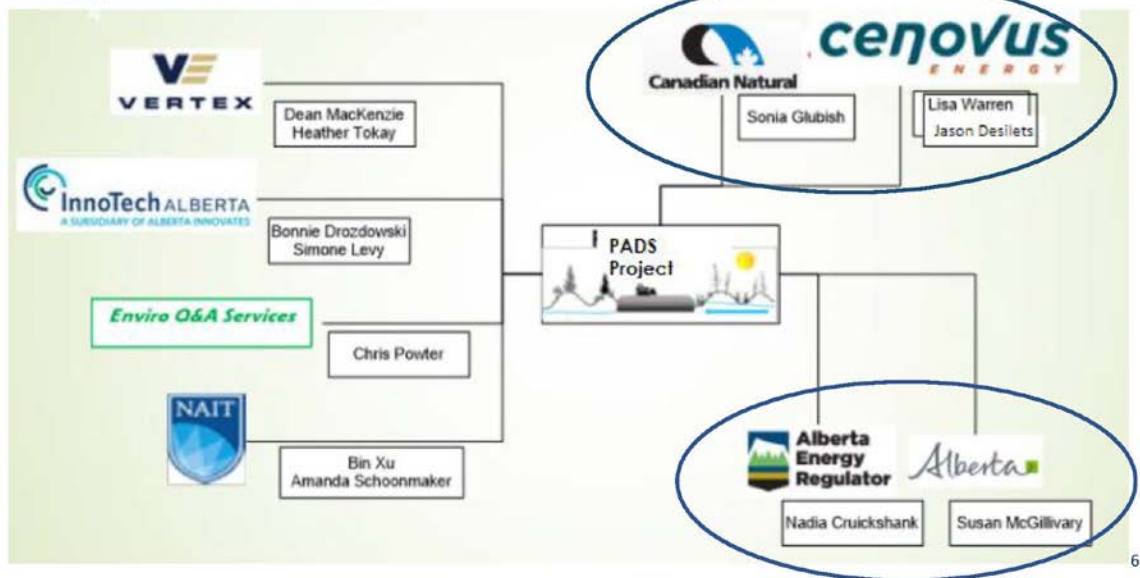 VERTEX
Dean MacKenzie
Heather Tokay
InnoTech ALBERTA
A SUBSIDIARY OF ALBERTA INNOVATES
Bonnie Drozdowski
Simone Levy
Enviro Q&A Services
Chris Powter
NAIT
Bin Xu
Amanda Schoonmaker
PADS
Project
Canadian Natural
Sonia Glubish
cenovus
ENERGY
Lisa Warren
Jason Desilets
Alberta
Energy
Regulator
Nadia Cruickshank
Alberta
Susan McGillivary
6